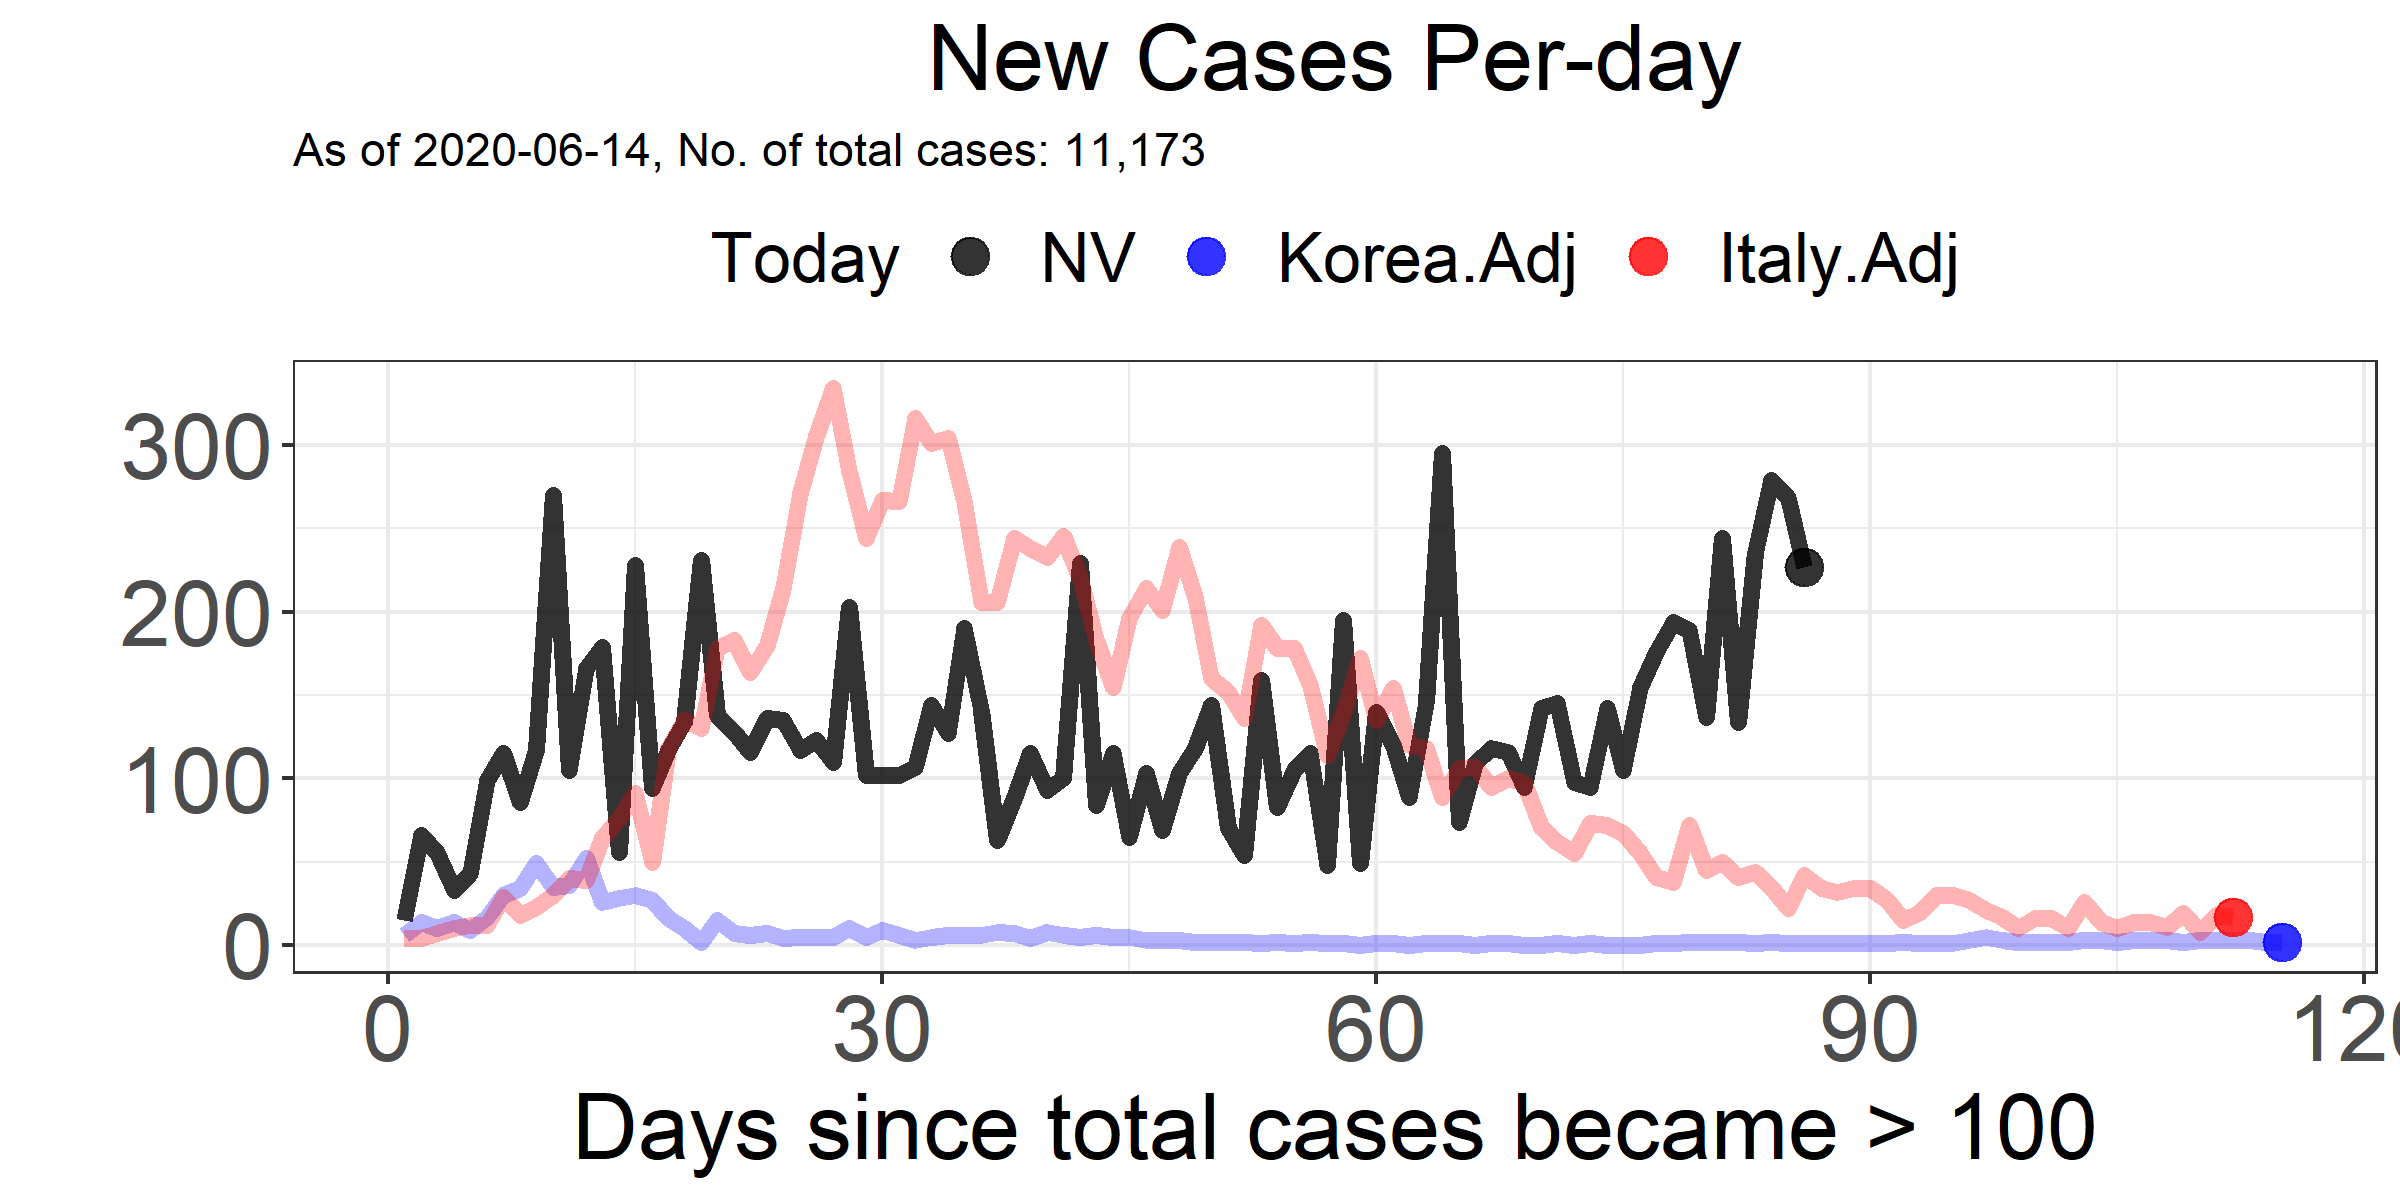 New Cases Per-day
As of 2020-06-14, No. of total cases: 11,173
Today NV Korea.Adj Italy.Adj
300
200
100
0
0 30 60 90 120
Days since total cases became > 100